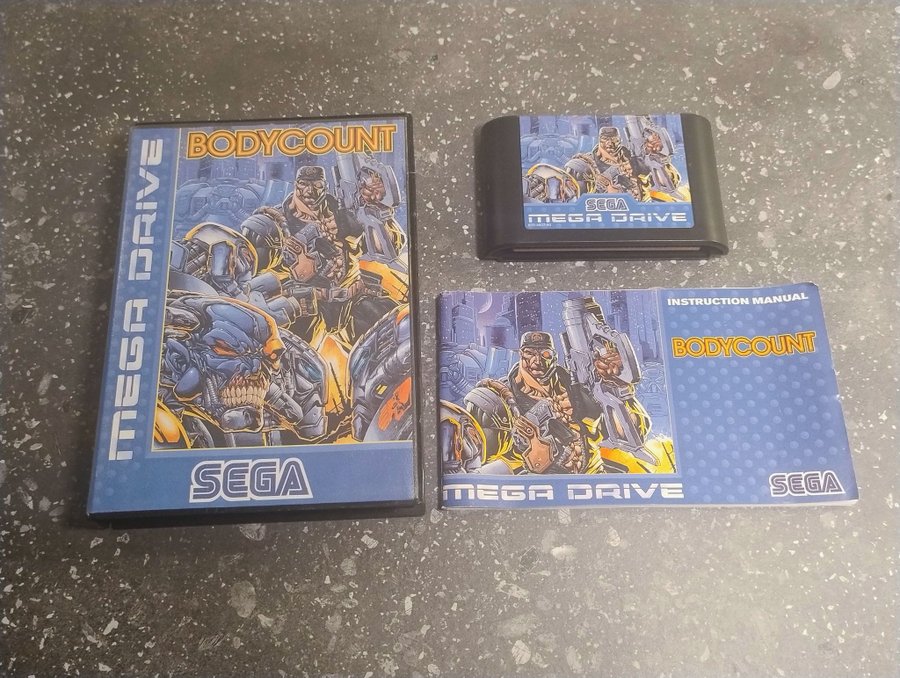 BODYCOUNT
MEGA DRIVE
SEGA
SEGA
MEGA DRIVE
INSTRUCTION MANUAL
BODYCOUNT
MEGA DRIVE
SEGA